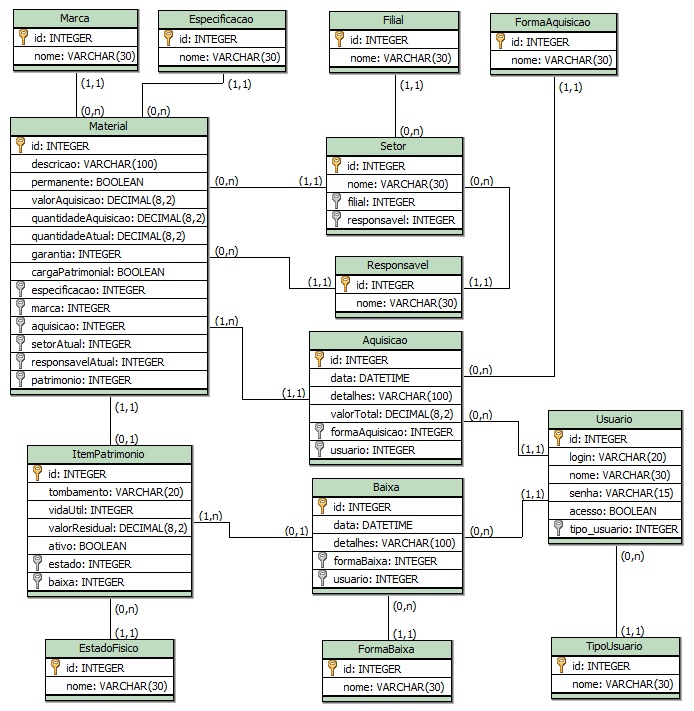 Marca
id: INTEGER
nome: VARCHAR(30)
(1,1)
(0,n)
Especificacao
id: INTEGER
nome: VARCHAR(30)
(1,1)
(0,n)
Filial
id: INTEGER
nome: VARCHAR(30)
(1,1)
(0,n)
FormaAquisicao
id: INTEGER
nome: VARCHAR(30)
(1,1)
Material
id: INTEGER
descricao: VARCHAR(100)
permanente: BOOLEAN
valorAquisicao: DECIMAL(8,2)
quantidadeAquisicao: DECIMAL(8,2)
quantidadeAtual: DECIMAL(8,2)
garantia: INTEGER
cargaPatrimonial: BOOLEAN
especificacao: INTEGER
marca: INTEGER
aquisicao: INTEGER
setorAtual: INTEGER
responsavelAtual: INTEGER
patrimonio: INTEGER
(0,n)
(1,1)
(0,n)
(1,1)
(1,n)
(1,1)
(1,1)
(0,1)
Setor
id: INTEGER
nome: VARCHAR(30)
filial: INTEGER
responsavel: INTEGER
(0,n)
Responsavel
id: INTEGER
nome: VARCHAR(30)
(1,1)
Aquisicao
id: INTEGER
data: DATETIME
detalhes: VARCHAR(100)
valorTotal: DECIMAL(8,2)
formaAquisicao: INTEGER
usuario: INTEGER
(0,n)
(0,n)
(1,1)
Usuario
id: INTEGER
login: VARCHAR(20)
nome: VARCHAR(30)
senha: VARCHAR(15)
acesso: BOOLEAN
tipo_usuario: INTEGER
(1,1)
(0,n)
(0,n)
(1,1)
ItemPatrimonio
id: INTEGER
tombamento: VARCHAR(20)
vidaUtil: INTEGER
valorResidual: DECIMAL(8,2)
ativo: BOOLEAN
estado: INTEGER
baixa: INTEGER
(1,n)
(0,1)
(0,n)
(1,1)
Baixa
id: INTEGER
data: DATETIME
detalhes: VARCHAR(100)
formaBaixa: INTEGER
usuario: INTEGER
(0,n)
(1,1)
EstadoFisico
id: INTEGER
nome: VARCHAR(30)
FormaBaixa
id: INTEGER
nome: VARCHAR(30)
TipoUsuario
id: INTEGER
nome: VARCHAR(30)